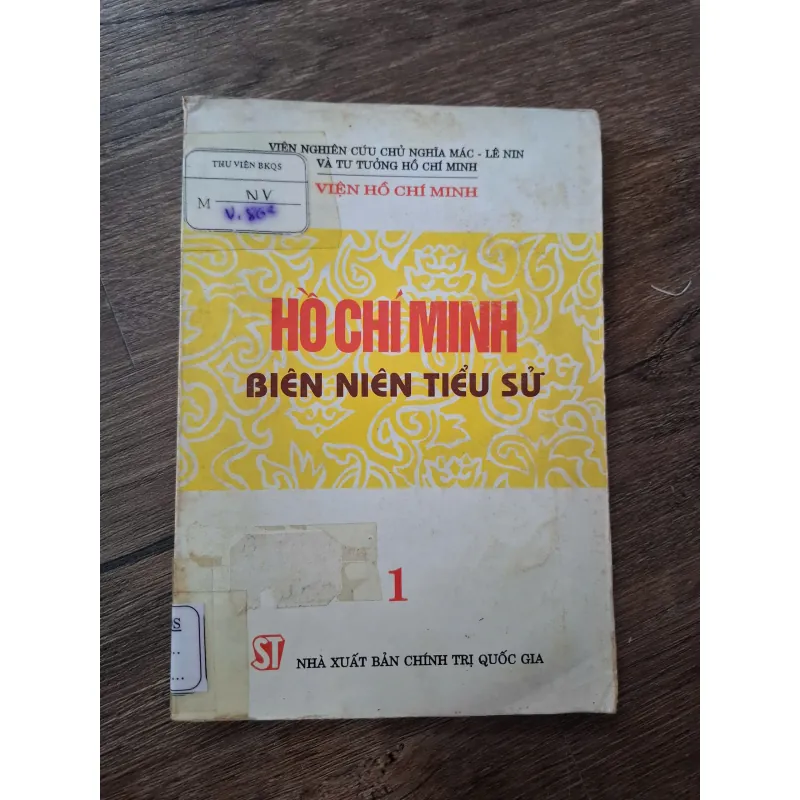 VIỆN NGHIÊN CỨU CHỦ NGHĨA MÁC - LÊ NIN
VÀ TƯ TƯỞNG HỒ CHÍ MINH
VIỆN HỒ CHÍ MINH
THƯ VIỆN BKQS
M NV
HỒ CHÍ MINH
BIÊN NIÊN TIỂU SỬ
1
ST
NHÀ XUẤT BẢN CHÍNH TRỊ QUỐC GIA